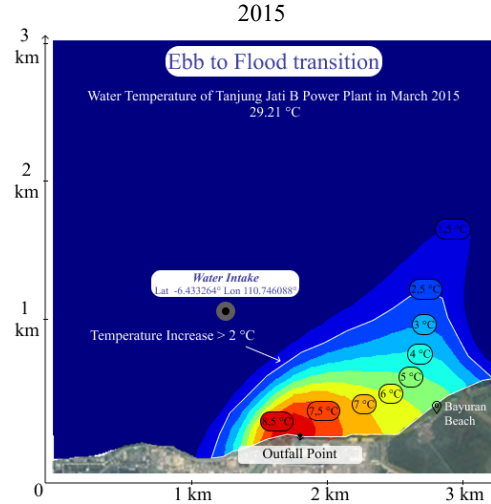 2015
3
km
Ebb to Flood transition
Water Temperature of Tanjung Jati B Power Plant in March 2015
29.21 °C
2
km
1,5 °C
Water Intake
Lat -6.433264° Lon 110.746088°
2.5 °C
1
km
3 °C
Temperature Increase > 2 °C
4 °C
5 °C
6 °C
7 °C
7,5 °C
8,5 °C
Bayuran
Beach
Outfall Point
0
1 km
2 km
3 km